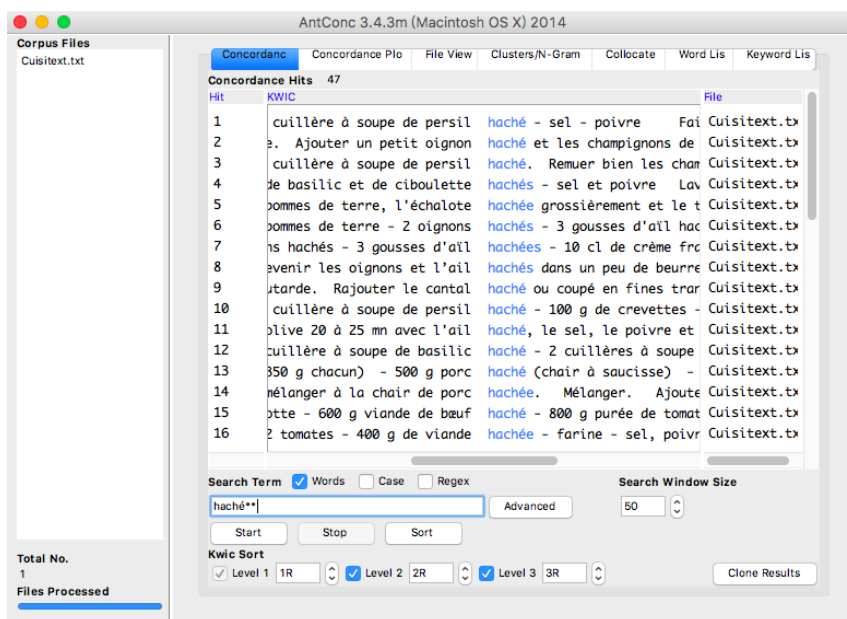 AntConc 3.4.3m (Macintosh OS X) 2014
Corpus Files
Cuisitext.txt
Concordanc Concordance Plo File View Clusters/N-Gram Collocate Word Lis Keyword Lis
Concordance Hits 47
Hit KWIC File
1 cuillère à soupe de persil haché - sel - poivre Fai Cuisitext.tx
2 e. Ajouter un petit oignon haché et les champignons de Cuisitext.tx
3 cuillère à soupe de persil haché. Remuer bien les cham Cuisitext.tx
4 de basilic et de ciboulette hachés - sel et poivre Lav Cuisitext.tx
5 pommes de terre, l'échalote hachée grossièrement et le t Cuisitext.tx
6 pommes de terre - 2 oignons hachés - 3 gousses d'aïl hac Cuisitext.tx
7 ns hachés - 3 gousses d'aïl hachées - 10 cl de crème fra Cuisitext.tx
8 evenir les oignons et l’ail hachés dans un peu de beurre Cuisitext.tx
9 utarde. Rajouter le cantal haché ou coupé en fines tran Cuisitext.tx
10 cuillère à soupe de persil haché - 100 g de crevettes - Cuisitext.tx
11 olive 20 à 25 mn avec l'ail haché, le sel, le poivre et Cuisitext.tx
12 cuillère à soupe de basilic haché - 2 cuillères à soupe Cuisitext.tx
13 350 g chacun) - 500 g porc haché (chair à saucisse) - Cuisitext.tx
14 mélanger à la chair de porc hachée. Mélanger. Ajoute Cuisitext.tx
15 otte - 600 g viande de bœuf haché - 800 g purée de tomat Cuisitext.tx
16 2 tomates - 400 g de viande hachée - farine - sel, poivr Cuisitext.tx
Search Term Words Case Regex Search Window Size
haché** Advanced 50
Start Stop Sort
Kwic Sort
Total No.
1
Level 1 1R Level 2 2R Level 3 3R Clone Results
Files Processed